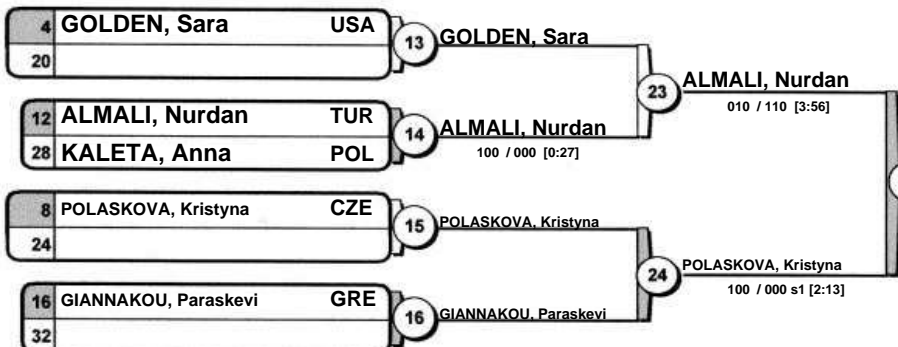 4 GOLDEN, Sara USA
20
13 GOLDEN, Sara
12 ALMALI, Nurdan TUR
28 KALETA, Anna POL
14 ALMALI, Nurdan
100 / 000 [0:27]
23 ALMALI, Nurdan
010 / 110 [3:56]
8 POLASKOVA, Kristyna CZE
24
15 POLASKOVA, Kristyna
16 GIANNAKOU, Paraskevi GRE
32
16 GIANNAKOU, Paraskevi
24 POLASKOVA, Kristyna
100 / 000 s1 [2:13]